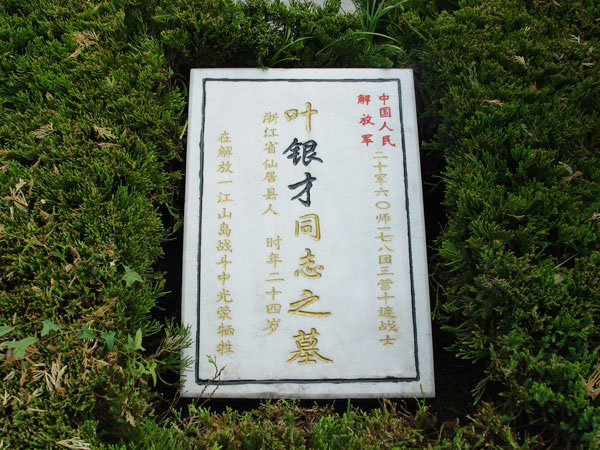 中国人民
解放军
二十军六〇师一七八团三营十连战士
叶银才同志之墓
浙江省仙居县人 时年二十四岁
在解放一江山岛战斗中光荣牺牲